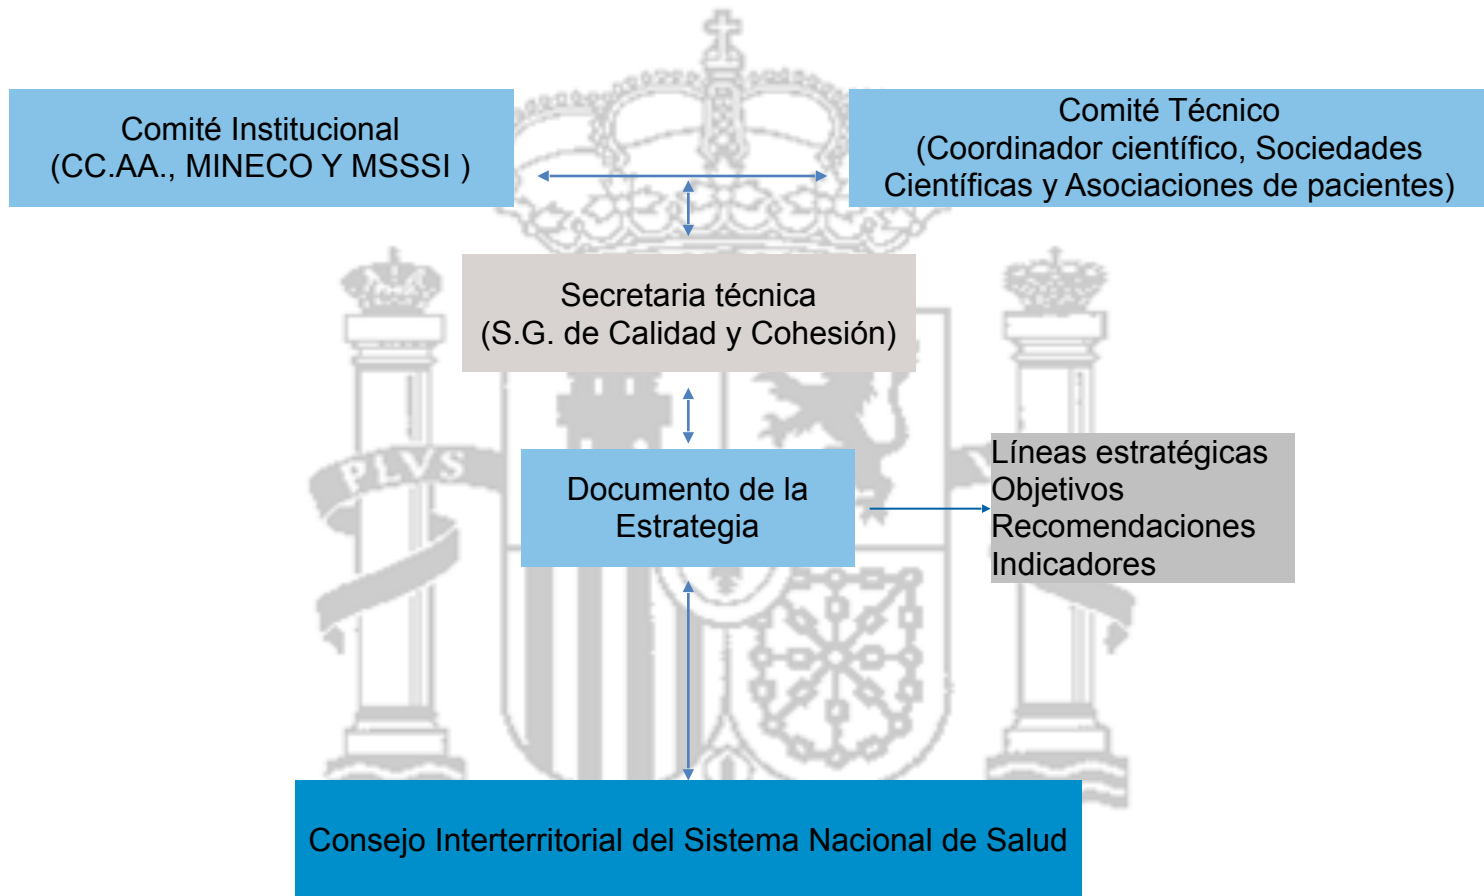 Comité Institucional
(CC.AA., MINECO Y MSSSI )
Comité Técnico
(Coordinador científico, Sociedades
Científicas y Asociaciones de pacientes)
Secretaria técnica
(S.G. de Calidad y Cohesión)
Documento de la
Estrategia
Líneas estratégicas
Objetivos
Recomendaciones
Indicadores
PLVS
Consejo Interterritorial del Sistema Nacional de Salud